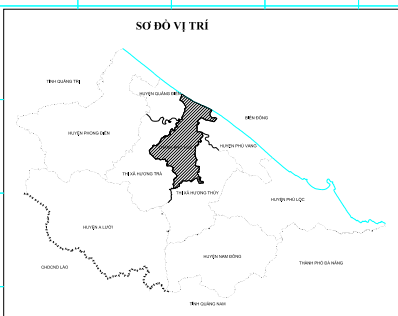 SƠ ĐỒ VỊ TRÍ
TỈNH QUẢNG TRỊ
HUYỆN QUẢNG ĐIỀN
BIỂN ĐÔNG
HUYỆN PHONG ĐIỀN
HUYỆN PHÚ VANG
THỊ XÃ HƯƠNG TRÀ
THỊ XÃ HƯƠNG THỦY
HUYỆN PHÚ LỘC
HUYỆN A LƯỚI
HUYỆN NAM ĐÔNG
THÀNH PHỐ ĐÀ NẴNG
CHDCND LÀO
TỈNH QUẢNG NAM